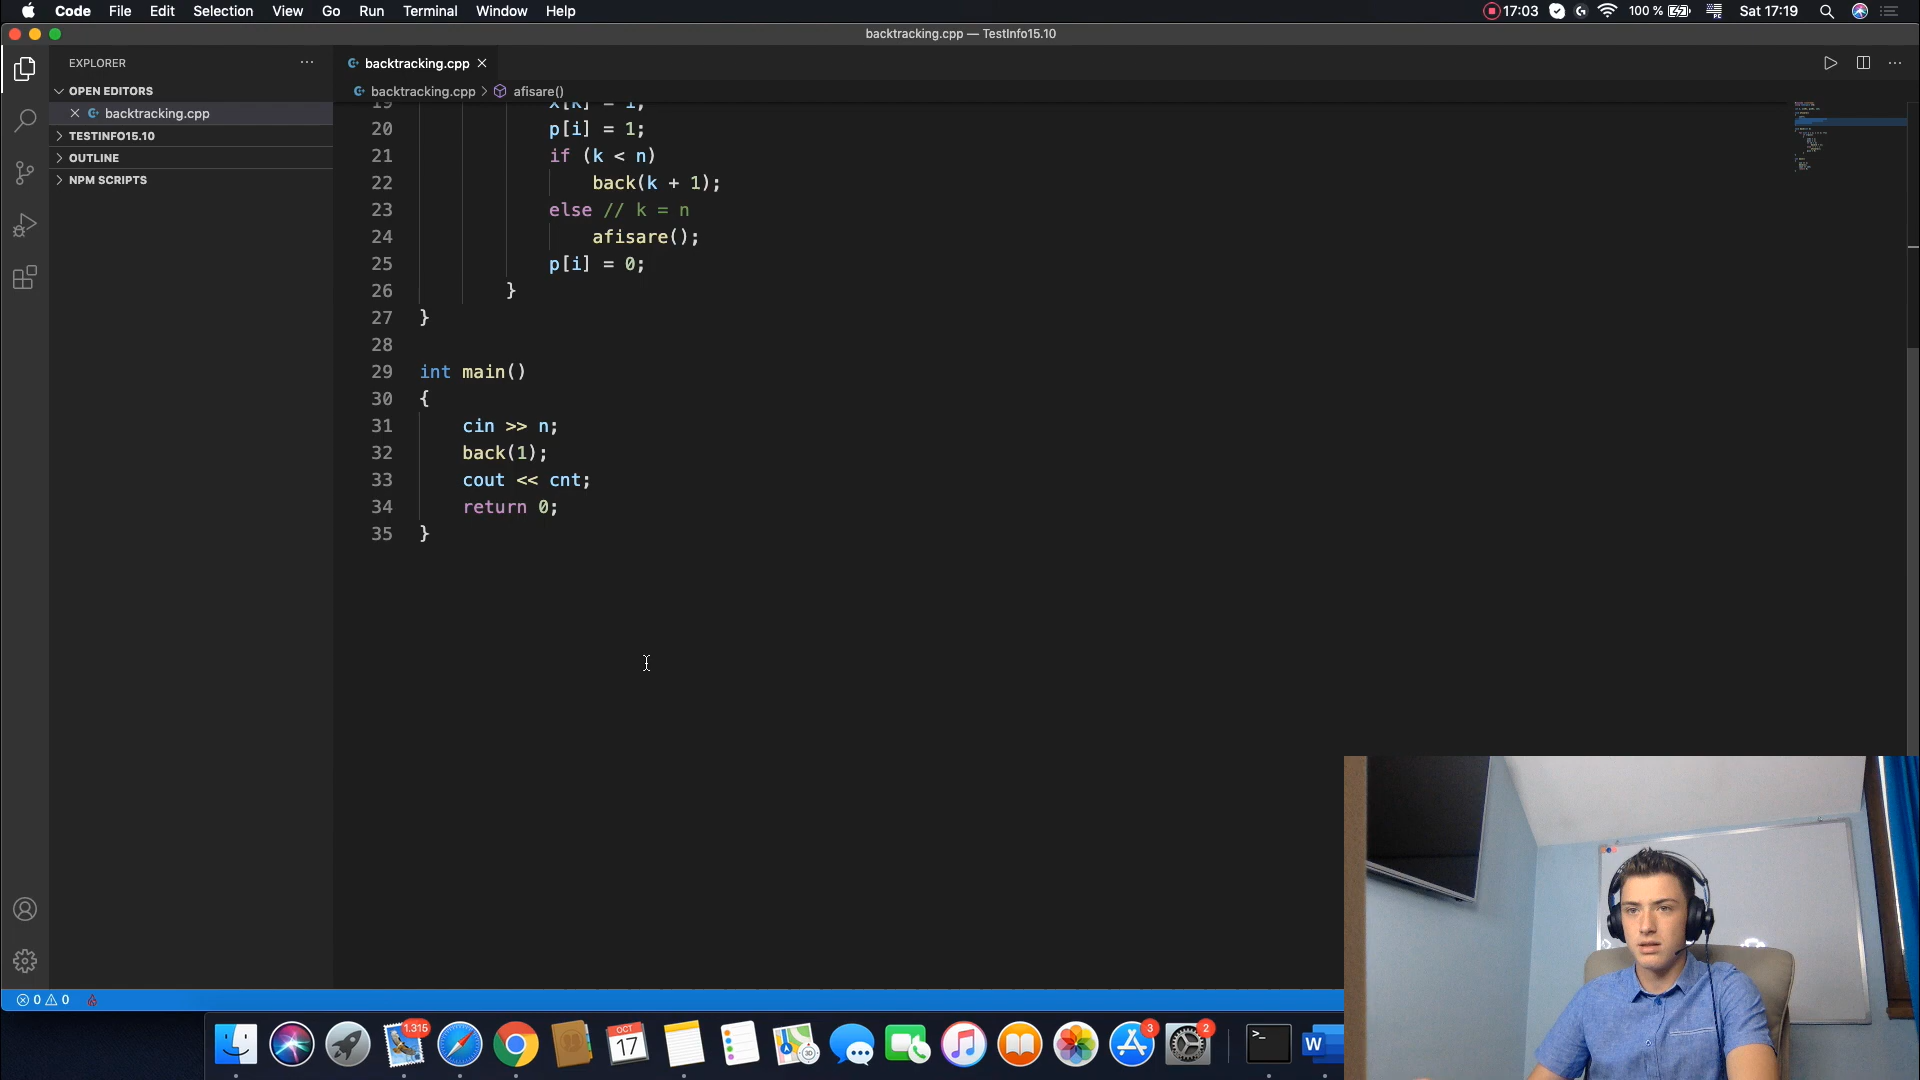 Code File Edit Selection View Go Run Terminal Window Help 17:03 100 % Sat 17:19
backtracking.cpp — TestInfo15.10
EXPLORER
OPEN EDITORS
backtracking.cpp
TESTINFO15.10
OUTLINE
NPM SCRIPTS
backtracking.cpp
backtracking.cpp > afisare()
19 x[k] = i;
20 p[i] = 1;
21 if (k < n)
22 back(k + 1);
23 else // k = n
24 afisare();
25 p[i] = 0;
26 }
27 }
28
29 int main()
30 {
31 cin >> n;
32 back(1);
33 cout << cnt;
34 return 0;
35 }
0 0
1.315
OCT
17
3D
3
2
>_
W